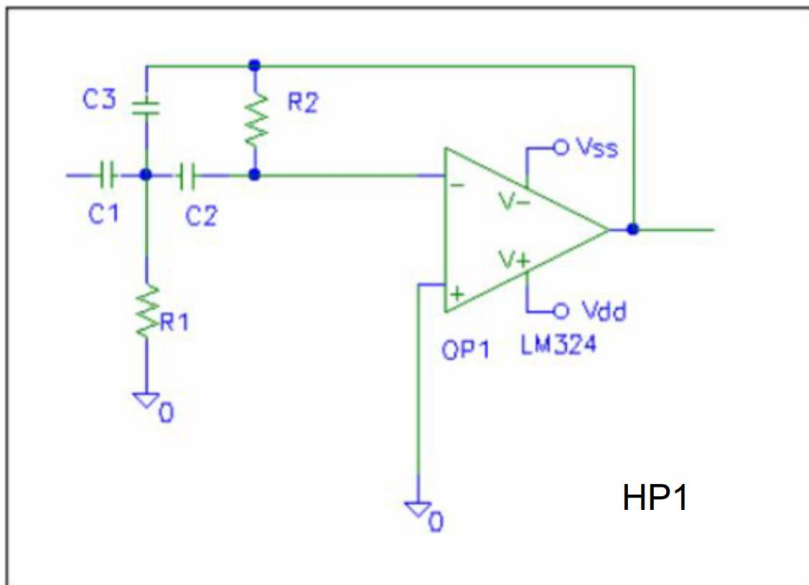 C3
R2
C1
C2
R1
0
-
+
V-
V+
Vss
Vdd
OP1
LM324
0
HP1